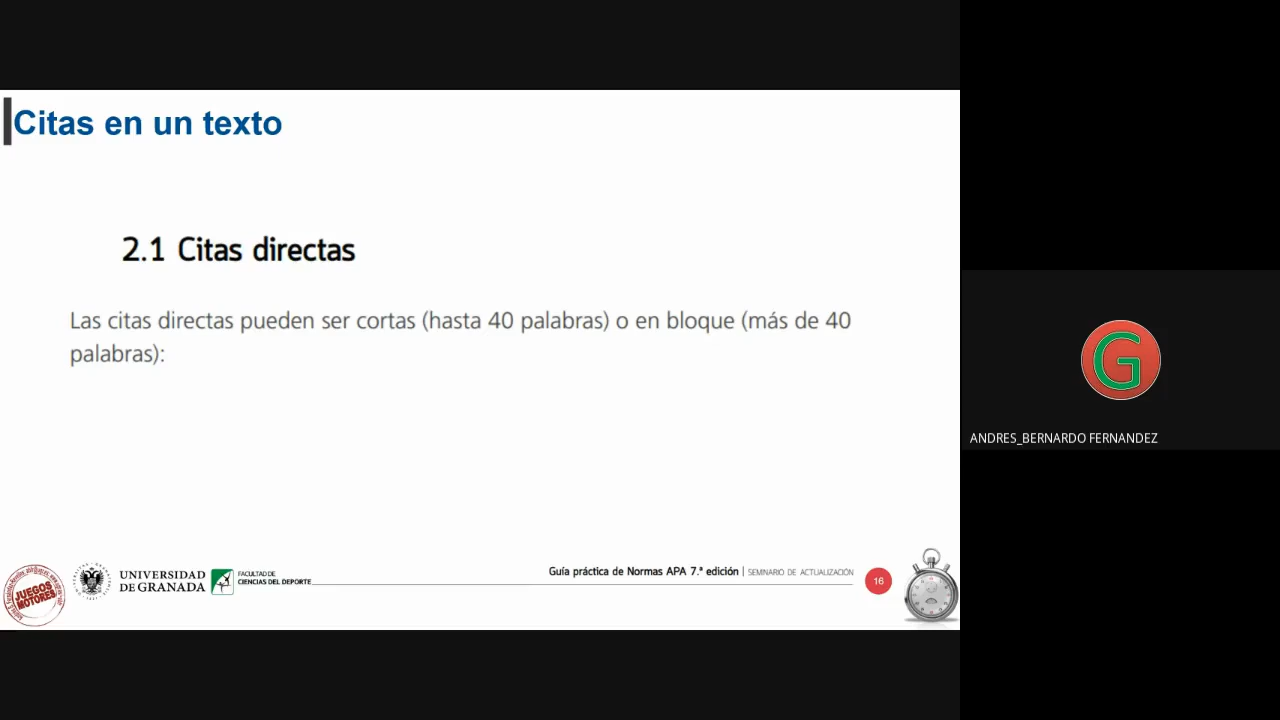 Citas en un texto
2.1 Citas directas
Las citas directas pueden ser cortas (hasta 40 palabras) o en bloque (más de 40
palabras):
G
ANDRES_BERNARDO FERNANDEZ
JUEGOS
MOTORES
UNIVERSIDAD
DE GRANADA
FACULTAD DE
CIENCIAS DEL DEPORTE
Guía práctica de Normas APA 7.ª edición | SEMINARIO DE ACTUALIZACIÓN
16